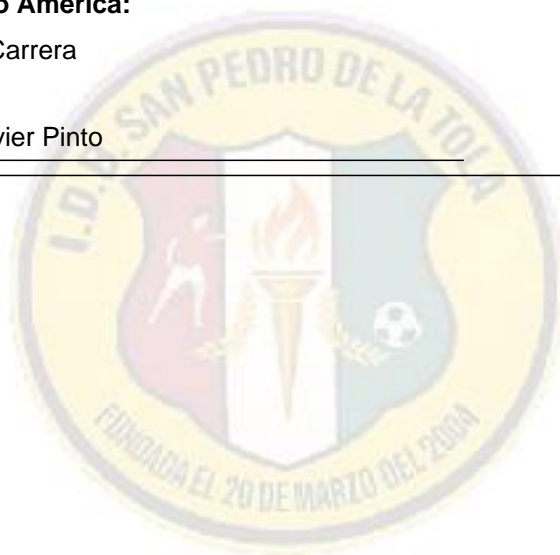 o América:
Carrera
vier Pinto
L.D.B. SAN PEDRO DE LA TOLA
FUNDADA EL 20 DE MARZO DEL 2004